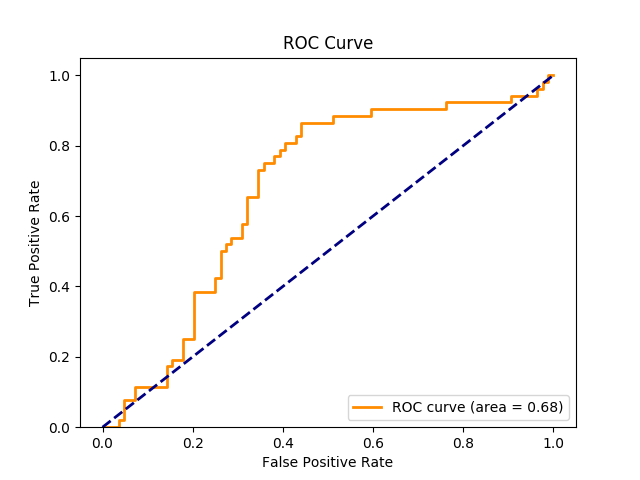 ROC Curve
True Positive Rate
1.0
0.8
0.6
0.4
0.2
0.0
ROC curve (area = 0.68)
0.0 0.2 0.4 0.6 0.8 1.0
False Positive Rate